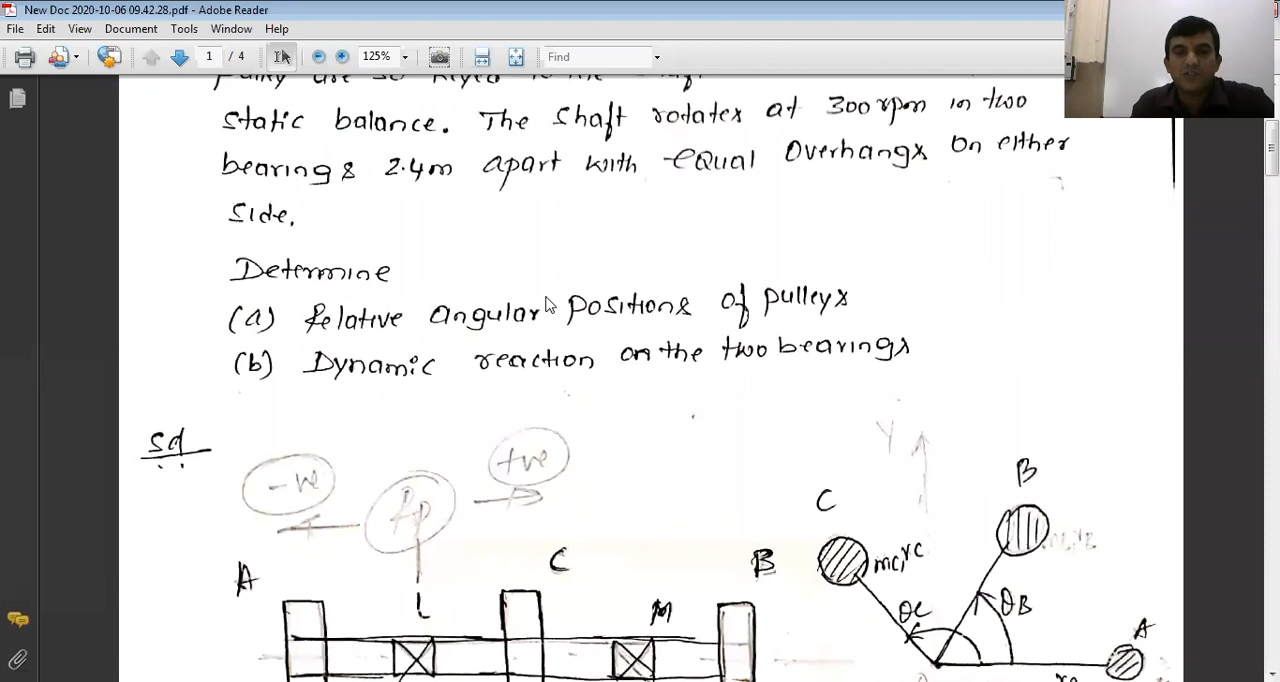 New Doc 2020-10-06 09.42.28.pdf - Adobe Reader
File Edit View Document Tools Window Help
1 / 4 125% Find
static balance. The shaft rotates at 300 rpm in two
bearings 2.4m apart with equal overhangs on either
side.
Determine
(a) Relative angular positions of pulleys
(b) Dynamic reaction on the two bearings
Sol
-ve Rp +ve
Y
A L C M B
C B
mc, rc
θC θB
A